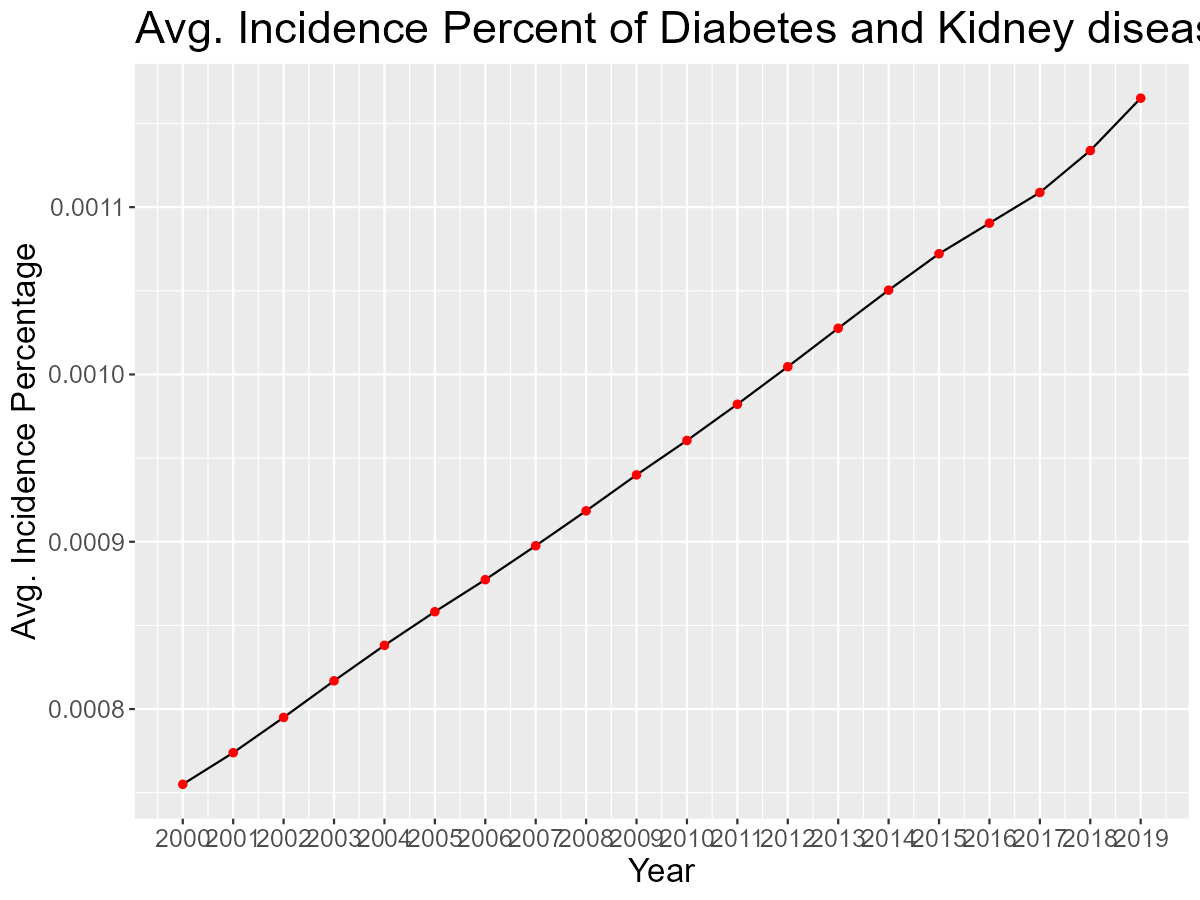 Avg. Incidence Percent of Diabetes and Kidney diseas
0.0011
0.0010
0.0009
0.0008
Avg. Incidence Percentage
2000 2001 2002 2003 2004 2005 2006 2007 2008 2009 2010 2011 2012 2013 2014 2015 2016 2017 2018 2019
Year